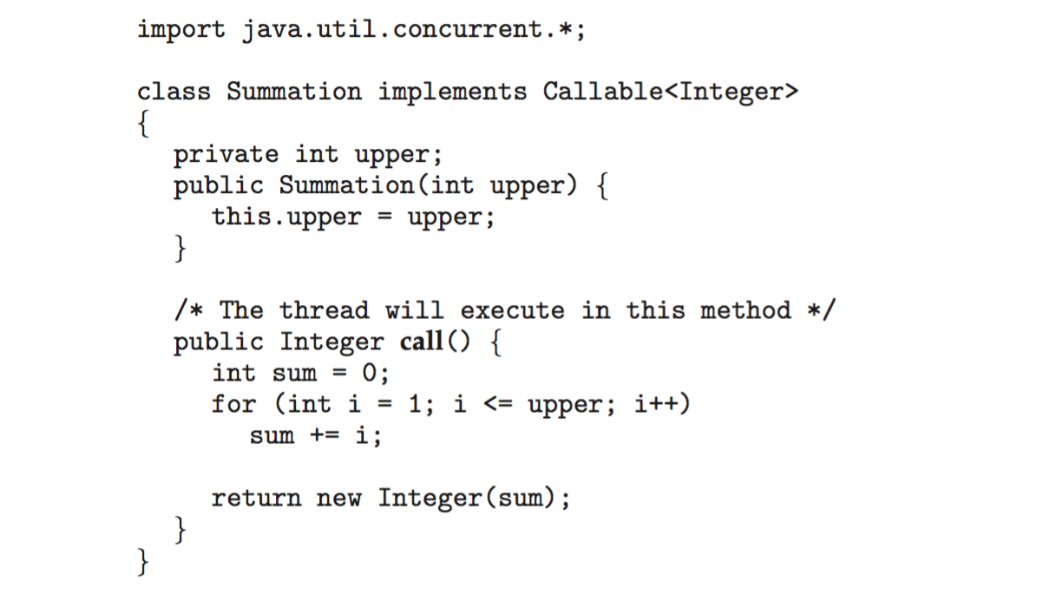 import java.util.concurrent.*;
class Summation implements Callable<Integer>
{
private int upper;
public Summation(int upper) {
this.upper = upper;
}
/* The thread will execute in this method */
public Integer call() {
int sum = 0;
for (int i = 1; i <= upper; i++)
sum += i;
return new Integer(sum);
}
}